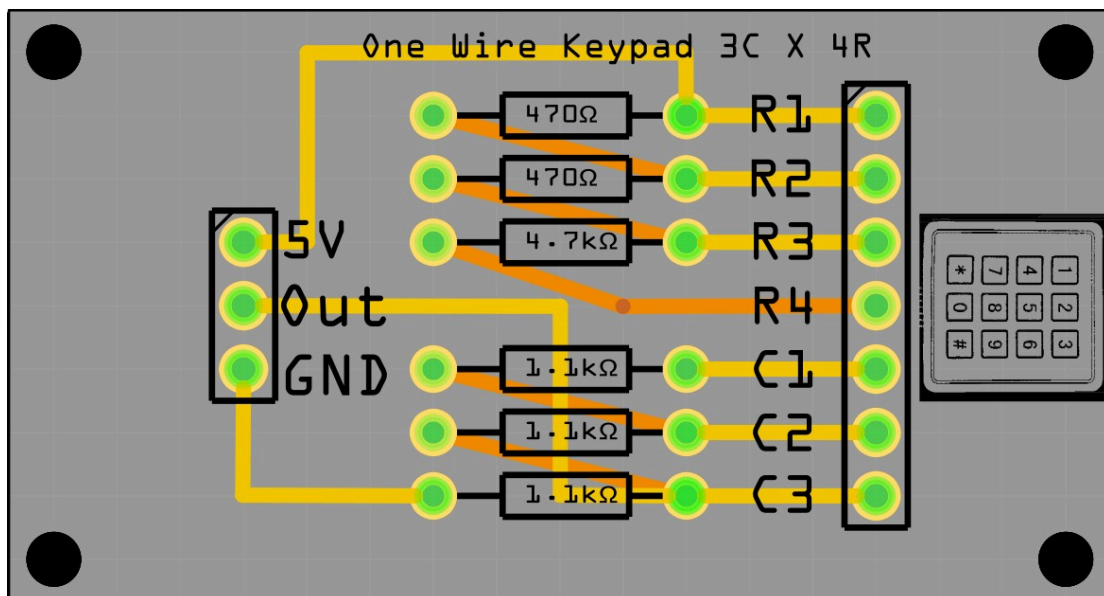 One Wire Keypad 3C X 4R
470Ω R1
470Ω R2
5V 4.7kΩ R3
Out R4
GND 1.1kΩ C1
1.1kΩ C2
1.1kΩ C3
* 7 4 1
0 8 5 2
# 9 6 3